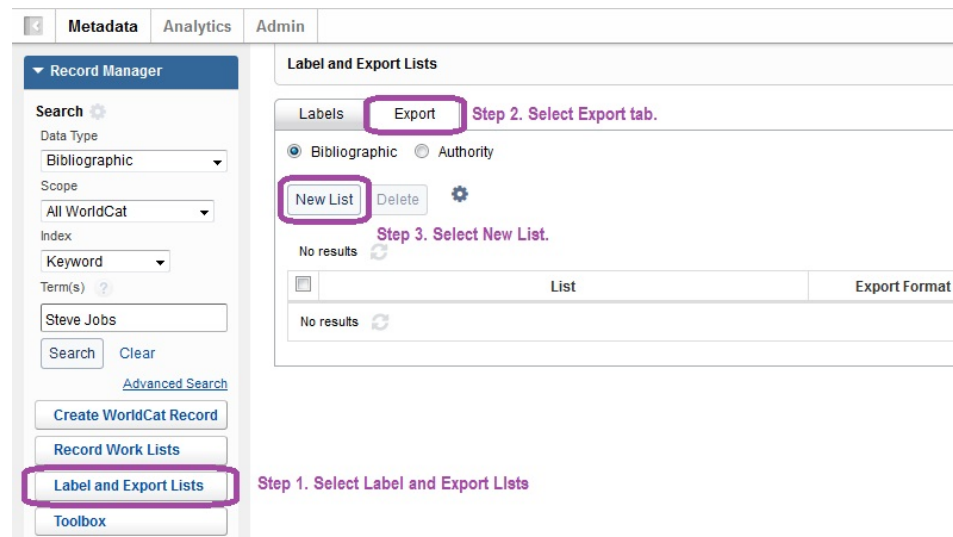 Metadata Analytics Admin
Record Manager
Search
Data Type
Bibliographic
Scope
All WorldCat
Index
Keyword
Term(s) ?
Steve Jobs
Search Clear
Advanced Search
Create WorldCat Record
Record Work Lists
Label and Export Lists
Toolbox
Label and Export Lists
Labels Export Step 2. Select Export tab.
Bibliographic Authority
New List Delete
Step 3. Select New List.
No results
List Export Format
No results
Step 1. Select Label and Export LIsts